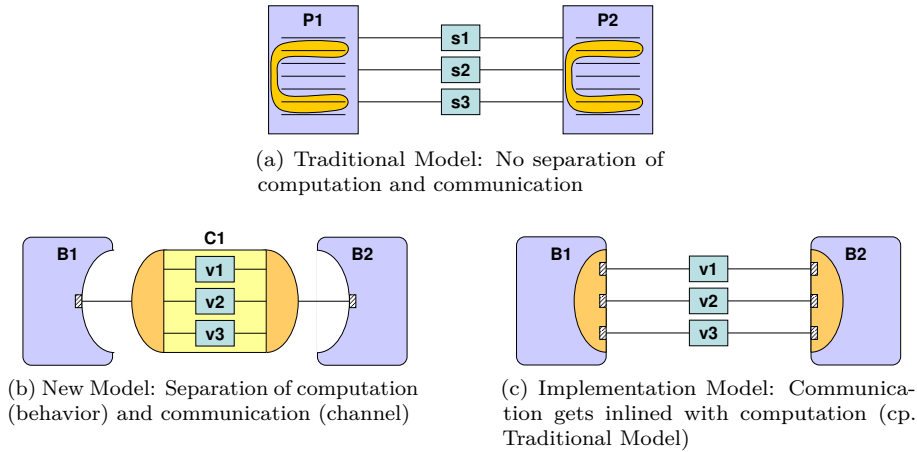 P1
P2
s1
s2
s3
(a) Traditional Model: No separation of
computation and communication
B1
C1
B2
v1
v2
v3
(b) New Model: Separation of computation
(behavior) and communication (channel)
B1
B2
v1
v2
v3
(c) Implementation Model: Communica-
tion gets inlined with computation (cp.
Traditional Model)